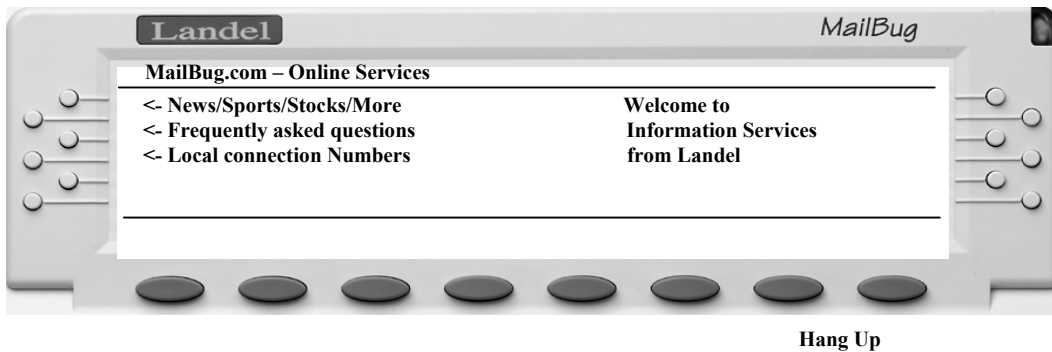 Landel
MailBug
MailBug.com – Online Services
<- News/Sports/Stocks/More Welcome to
<- Frequently asked questions Information Services
<- Local connection Numbers from Landel
Hang Up